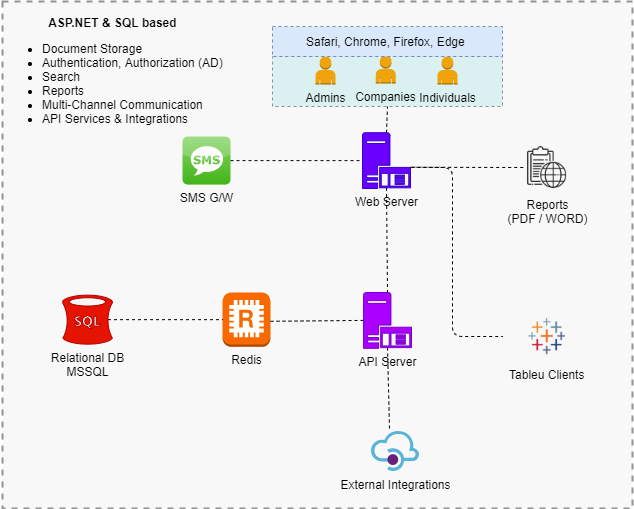 ASP.NET & SQL based
Document Storage
Authentication, Authorization (AD)
Search
Reports
Multi-Channel Communication
API Services & Integrations
Safari, Chrome, Firefox, Edge
Admins
Companies
Individuals
SMS
SMS G/W
Web Server
Reports
(PDF / WORD)
SQL
Relational DB
MSSQL
R
Redis
API Server
Tableu Clients
External Integrations